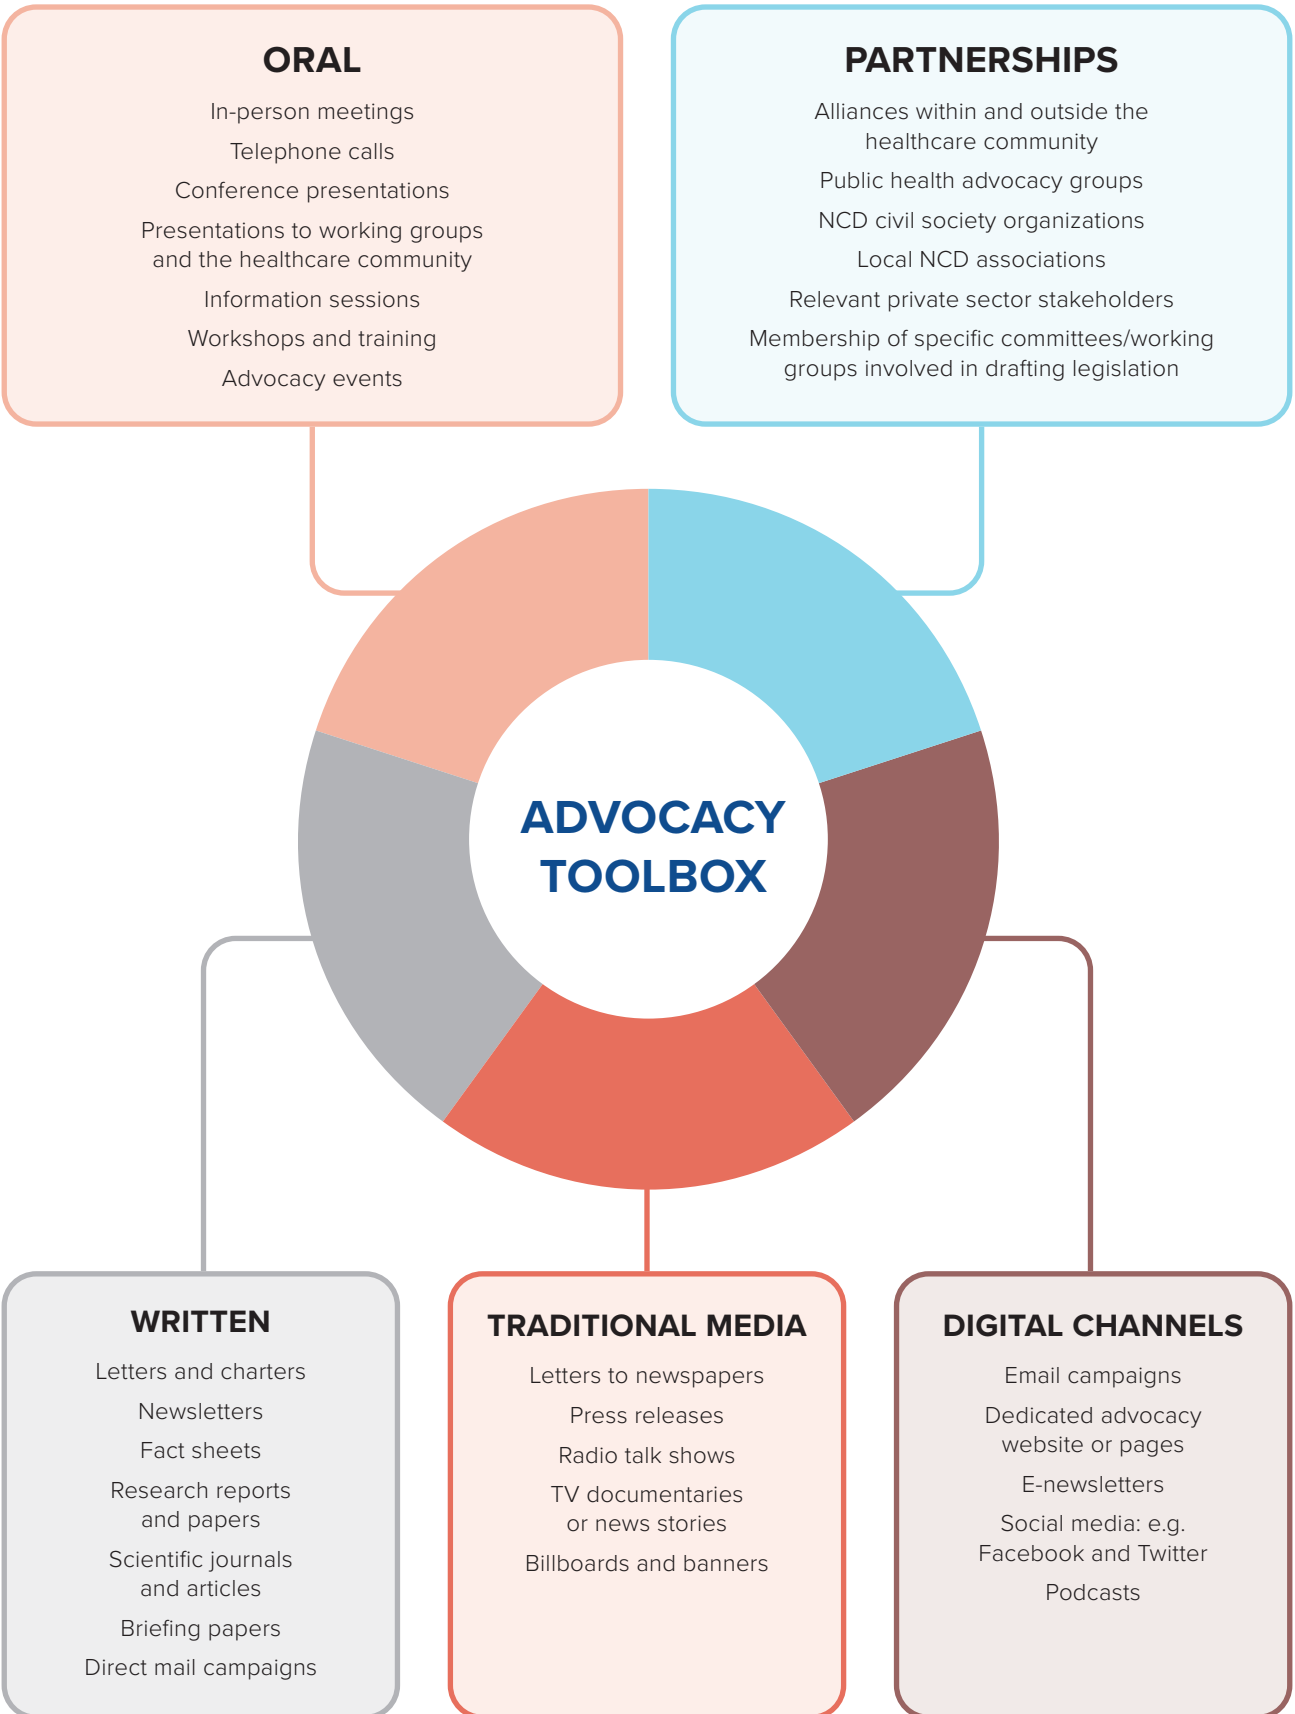 ORAL
In-person meetings
Telephone calls
Conference presentations
Presentations to working groups
and the healthcare community
Information sessions
Workshops and training
Advocacy events
PARTNERSHIPS
Alliances within and outside the
healthcare community
Public health advocacy groups
NCD civil society organizations
Local NCD associations
Relevant private sector stakeholders
Membership of specific committees/working
groups involved in drafting legislation
ADVOCACY
TOOLBOX
WRITTEN
Letters and charters
Newsletters
Fact sheets
Research reports
and papers
Scientific journals
and articles
Briefing papers
Direct mail campaigns
TRADITIONAL MEDIA
Letters to newspapers
Press releases
Radio talk shows
TV documentaries
or news stories
Billboards and banners
DIGITAL CHANNELS
Email campaigns
Dedicated advocacy
website or pages
E-newsletters
Social media: e.g.
Facebook and Twitter
Podcasts